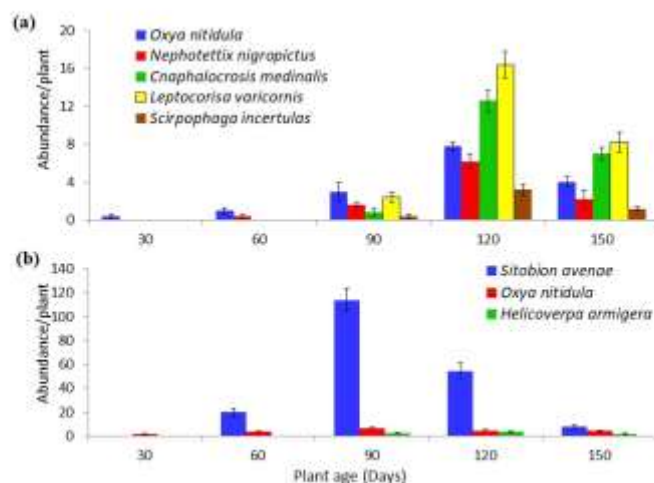 (a)
20
16
12
8
4
0
Abundance/plant
Oxya nitidula
Nephotettix nigropictus
Cnaphalocrosis medinalis
Leptocorisa varicornis
Scirpophaga incertulas
30 60 90 120 150
(b)
140
120
100
80
60
40
20
0
Abundance/plant
Sitobion avenae
Oxya nitidula
Helicoverpa armigera
30 60 90 120 150
Plant age (Days)